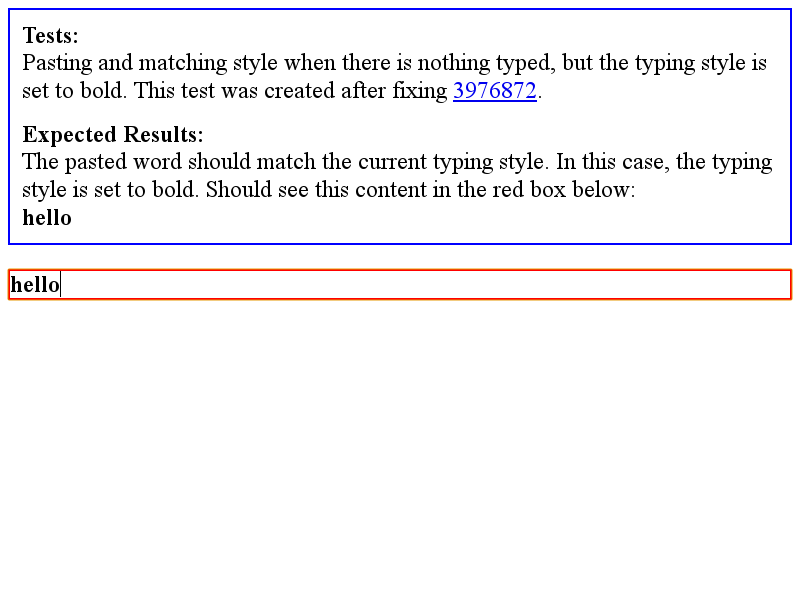 Tests:
Pasting and matching style when there is nothing typed, but the typing style is
set to bold. This test was created after fixing 3976872.
Expected Results:
The pasted word should match the current typing style. In this case, the typing
style is set to bold. Should see this content in the red box below:
hello
hello